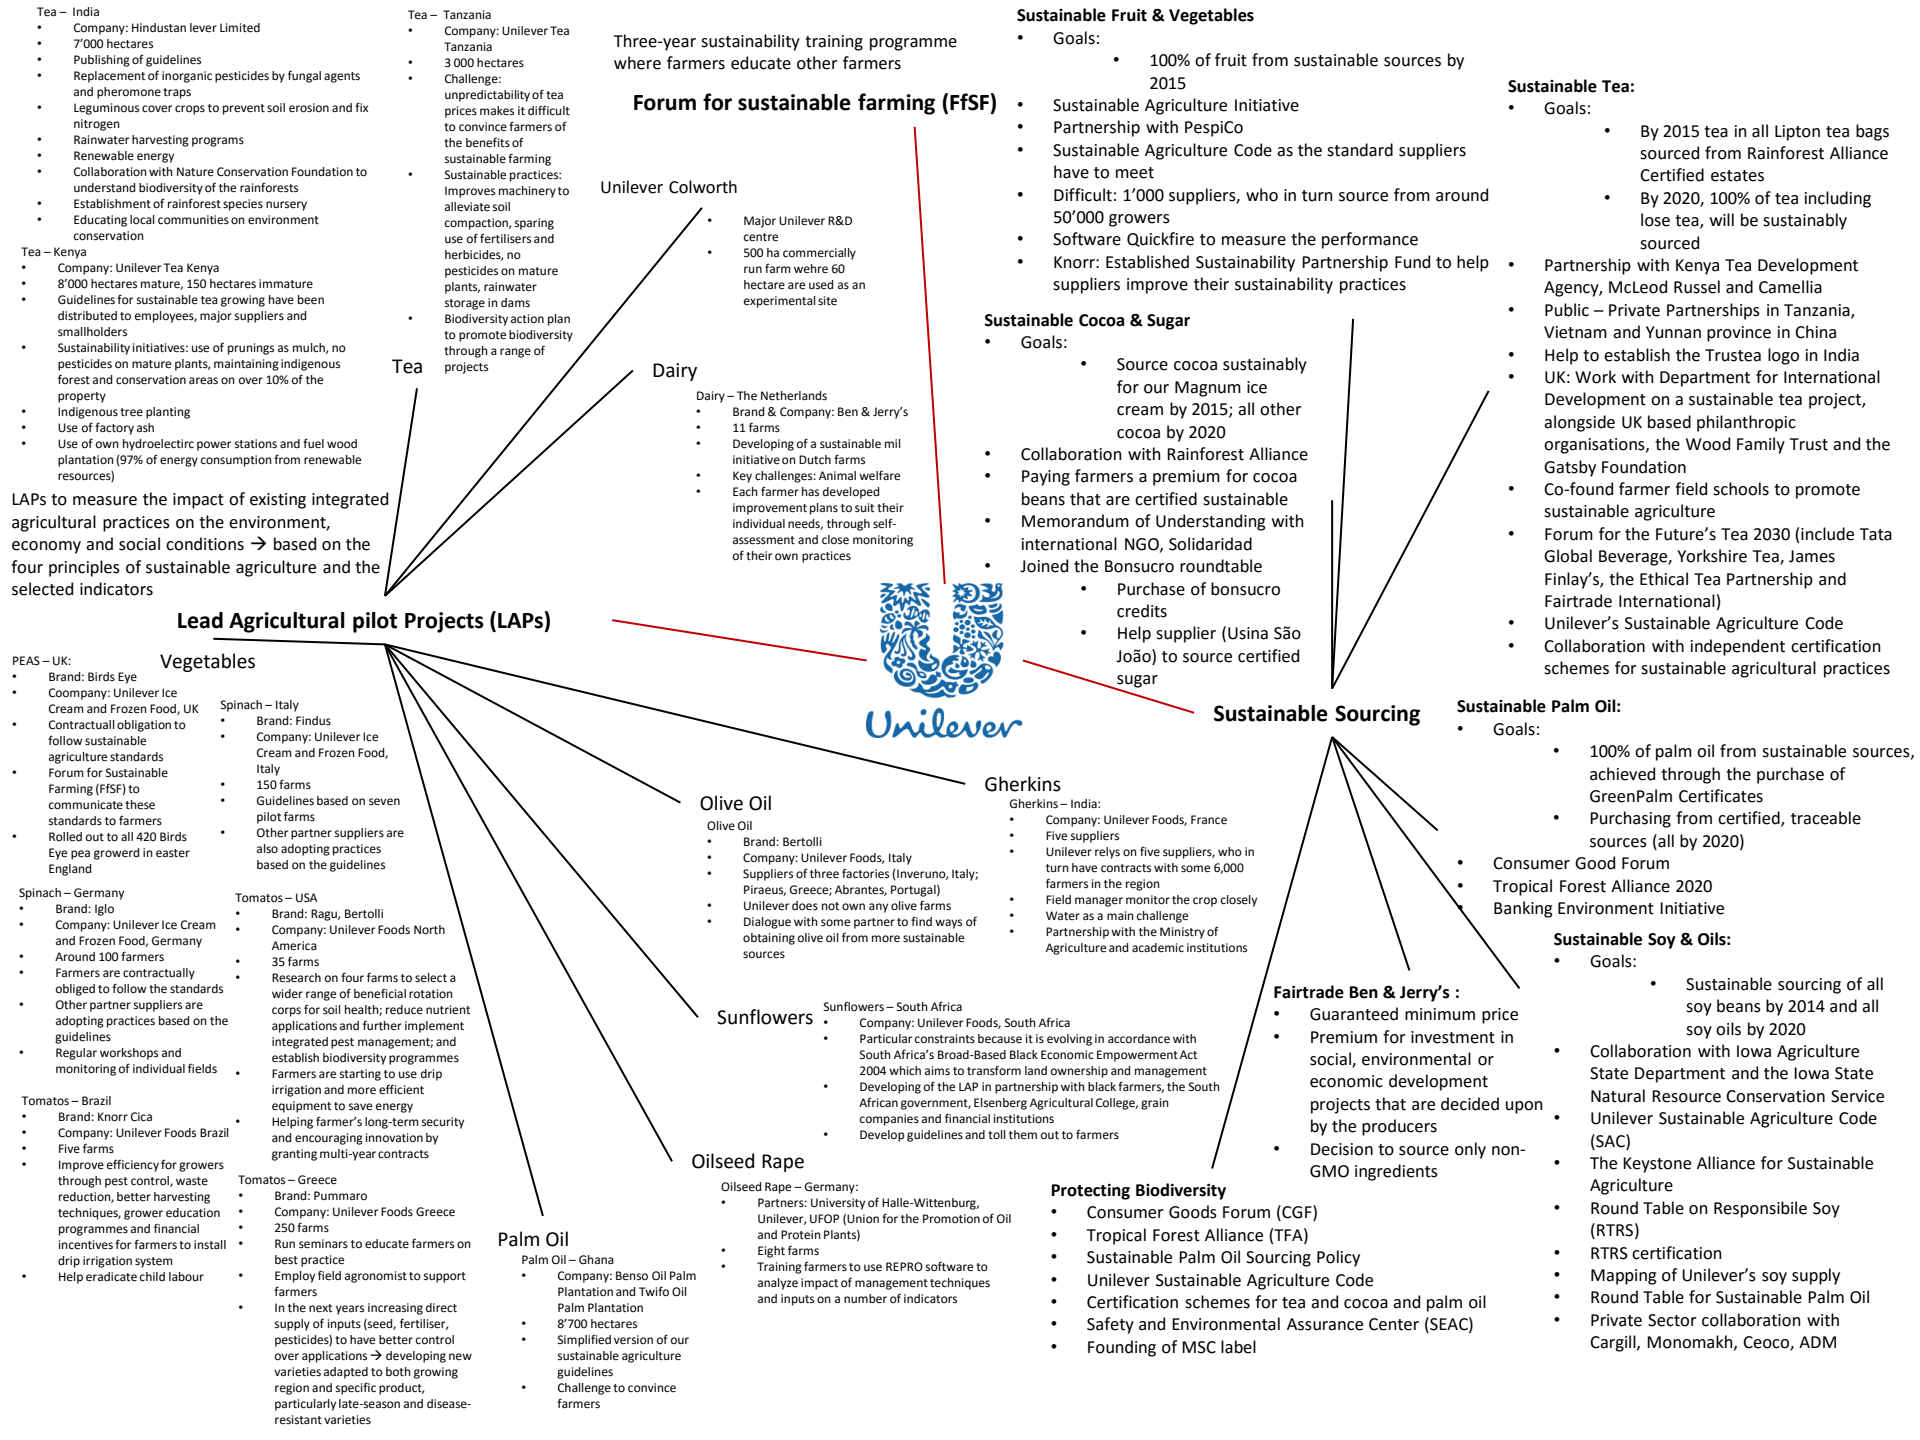 Tea – India
• Company: Hindustan lever Limited
• 7’000 hectares
• Publishing of guidelines
• Replacement of inorganic pesticides by fungal agents
and pheromone traps
• Leguminous cover crops to prevent soil erosion and fix
nitrogen
• Rainwater harvesting programs
• Renewable energy
• Collaboration with Nature Conservation Foundation to
understand biodiversity of the rainforests
• Establishment of rainforest species nursery
• Educating local communities on environment
conservation
Tea – Kenya
• Company: Unilever Tea Kenya
• 8’000 hectares mature, 150 hectares immature
• Guidelines for sustainable tea growing have been
distributed to employees, major suppliers and
smallholders
• Sustainability initiatives: use of prunings as mulch, no
pesticides on mature plants, maintaining indigenous
forest and conservation areas on over 10% of the
property
• Indigenous tree planting
• Use of factory ash
• Use of own hydroelectirc power stations and fuel wood
plantation (97% of energy consumption from renewable
resources)
Tea – Tanzania
• Company: Unilever Tea
Tanzania
• 3 000 hectares
• Challenge:
unpredictability of tea
prices makes it difficult
to convince farmers of
the benefits of
sustainable farming
• Sustainable practices:
Improves machinery to
alleviate soil
compaction, sparing
use of fertilisers and
herbicides, no
pesticides on mature
plants, rainwater
storage in dams
• Biodiversity action plan
to promote biodiversity
through a range of
projects
Tea
Three-year sustainability training programme
where farmers educate other farmers
Forum for sustainable farming (FfSF)
Unilever Colworth
• Major Unilever R&D
centre
• 500 ha commercially
run farm wehre 60
hectare are used as an
experimental site
Dairy
Dairy – The Netherlands
• Brand & Company: Ben & Jerry’s
• 11 farms
• Developing of a sustainable mil
initiative on Dutch farms
• Key challenges: Animal welfare
• Each farmer has developed
improvement plans to suit their
individual needs, through self-
assessment and close monitoring
of their own practices
LAPs to measure the impact of existing integrated
agricultural practices on the environment,
economy and social conditions → based on the
four principles of sustainable agriculture and the
selected indicators
Lead Agricultural pilot Projects (LAPs)
Unilever
Vegetables
PEAS – UK:
• Brand: Birds Eye
• Coompany: Unilever Ice
Cream and Frozen Food, UK
• Contractuall obligation to
follow sustainable
agriculture standards
• Forum for Sustainable
Farming (FfSF) to
communicate these
standards to farmers
• Rolled out to all 420 Birds
Eye pea growerd in easter
England
Spinach – Italy
• Brand: Findus
• Company: Unilever Ice
Cream and Frozen Food,
Italy
• 150 farms
• Guidelines based on seven
pilot farms
• Other partner suppliers are
also adopting practices
based on the guidelines
Spinach – Germany
• Brand: Iglo
• Company: Unilever Ice Cream
and Frozen Food, Germany
• Around 100 farmers
• Farmers are contractually
obliged to follow the standards
• Other partner suppliers are
adopting practices based on the
guidelines
• Regular workshops and
monitoring of individual fields
Tomatos – USA
• Brand: Ragu, Bertolli
• Company: Unilever Foods North
America
• 35 farms
• Research on four farms to select a
wider range of beneficial rotation
corps for soil health; reduce nutrient
applications and further implement
integrated pest management; and
establish biodiversity programmes
• Farmers are starting to use drip
irrigation and more efficient
equipment to save energy
• Helping farmer’s long-term security
and encouraging innovation by
granting multi-year contracts
Tomatos – Brazil
• Brand: Knorr Cica
• Company: Unilever Foods Brazil
• Five farms
• Improve efficiency for growers
through pest control, waste
reduction, better harvesting
techniques, grower education
programmes and financial
incentives for farmers to install
drip irrigation system
• Help eradicate child labour
Tomatos – Greece
• Brand: Pummaro
• Company: Unilever Foods Greece
• 250 farms
• Run seminars to educate farmers on
best practice
• Employ field agronomist to support
farmers
• In the next years increasing direct
supply of inputs (seed, fertiliser,
pesticides) to have better control
over applications → developing new
varieties adapted to both growing
region and specific product,
particularly late-season and disease-
resistant varieties
Palm Oil
Palm Oil – Ghana
• Company: Benso Oil Palm
Plantation and Twifo Oil
Palm Plantation
• 8’700 hectares
• Simplified version of our
sustainable agriculture
guidelines
• Challenge to convince
farmers
Olive Oil
Olive Oil
• Brand: Bertolli
• Company: Unilever Foods, Italy
• Suppliers of three factories (Inveruno, Italy;
Piraeus, Greece; Abrantes, Portugal)
• Unilever does not own any olive farms
• Dialogue with some partner to find ways of
obtaining olive oil from more sustainable
sources
Gherkins
Gherkins – India:
• Company: Unilever Foods, France
• Five suppliers
• Unilever relies on five suppliers, who in
turn have contracts with some 6,000
farmers in the region
• Field manager monitor the crop closely
• Water as a main challenge
• Partnership with the Ministry of
Agriculture and academic institutions
Sunflowers
Sunflowers – South Africa
• Company: Unilever Foods, South Africa
• Particular constraints because it is evolving in accordance with
South Africa’s Broad-Based Black Economic Empowerment Act
2004 which aims to transform land ownership and management
• Developing of the LAP in partnership with black farmers, the South
African government, Elsenberg Agricultural College, grain
companies and financial institutions
• Develop guidelines and toll them out to farmers
Oilseed Rape
Oilseed Rape – Germany:
• Partners: University of Halle-Wittenburg,
Unilever, UFOP (Union for the Promotion of Oil
and Protein Plants)
• Eight farms
• Training farmers to use REPRO software to
analyze impact of management techniques
and inputs on a number of indicators
Sustainable Fruit & Vegetables
• Goals:
• 100% of fruit from sustainable sources by
2015
• Sustainable Agriculture Initiative
• Partnership with PespiCo
• Sustainable Agriculture Code as the standard suppliers
have to meet
• Difficult: 1’000 suppliers, who in turn source from around
50’000 growers
• Software Quickfire to measure the performance
• Knorr: Established Sustainability Partnership Fund to help
suppliers improve their sustainability practices
Sustainable Cocoa & Sugar
• Goals:
• Source cocoa sustainably
for our Magnum ice
cream by 2015; all other
cocoa by 2020
• Collaboration with Rainforest Alliance
• Paying farmers a premium for cocoa
beans that are certified sustainable
• Memorandum of Understanding with
international NGO, Solidaridad
• Joined the Bonsucro roundtable
• Purchase of bonsucro
credits
• Help supplier (Usina São
João) to source certified
sugar
Sustainable Tea:
• Goals:
• By 2015 tea in all Lipton tea bags
sourced from Rainforest Alliance
Certified estates
• By 2020, 100% of tea including
lose tea, will be sustainably
sourced
• Partnership with Kenya Tea Development
Agency, McLeod Russel and Camellia
• Public – Private Partnerships in Tanzania,
Vietnam and Yunnan province in China
• Help to establish the Trustea logo in India
• UK: Work with Department for International
Development on a sustainable tea project,
alongside UK based philanthropic
organisations, the Wood Family Trust and the
Gatsby Foundation
• Co-found farmer field schools to promote
sustainable agriculture
• Forum for the Future’s Tea 2030 (include Tata
Global Beverage, Yorkshire Tea, James
Finlay’s, the Ethical Tea Partnership and
Fairtrade International)
• Unilever’s Sustainable Agriculture Code
• Collaboration with independent certification
schemes for sustainable agricultural practices
Sustainable Sourcing
Sustainable Palm Oil:
• Goals:
• 100% of palm oil from sustainable sources,
achieved through the purchase of
GreenPalm Certificates
• Purchasing from certified, traceable
sources (all by 2020)
• Consumer Good Forum
• Tropical Forest Alliance 2020
• Banking Environment Initiative
Sustainable Soy & Oils:
• Goals:
• Sustainable sourcing of all
soy beans by 2014 and all
soy oils by 2020
• Collaboration with Iowa Agriculture
State Department and the Iowa State
Natural Resource Conservation Service
• Unilever Sustainable Agriculture Code
(SAC)
• The Keystone Alliance for Sustainable
Agriculture
• Round Table on Responsibile Soy
(RTRS)
• RTRS certification
• Mapping of Unilever’s soy supply
• Round Table for Sustainable Palm Oil
• Private Sector collaboration with
Cargill, Monomakh, Ceoco, ADM
Fairtrade Ben & Jerry’s :
• Guaranteed minimum price
• Premium for investment in
social, environmental or
economic development
projects that are decided upon
by the producers
• Decision to source only non-
GMO ingredients
Protecting Biodiversity
• Consumer Goods Forum (CGF)
• Tropical Forest Alliance (TFA)
• Sustainable Palm Oil Sourcing Policy
• Unilever Sustainable Agriculture Code
• Certification schemes for tea and cocoa and palm oil
• Safety and Environmental Assurance Center (SEAC)
• Founding of MSC label